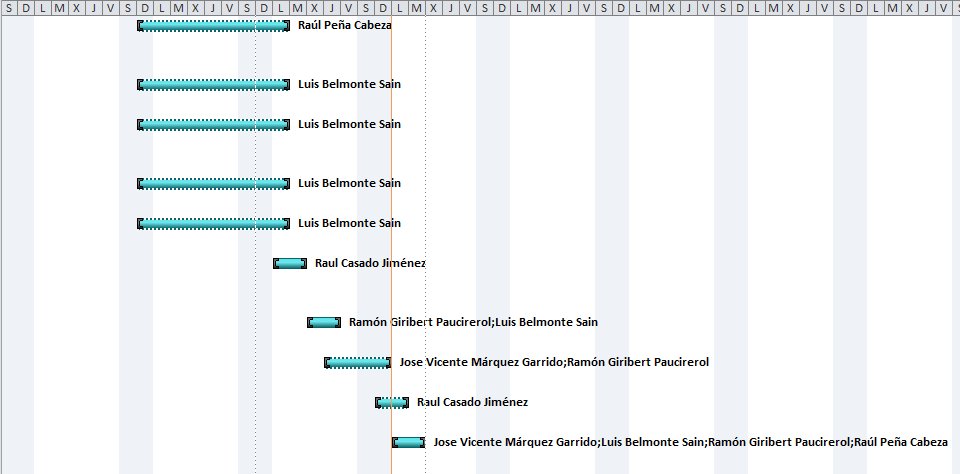 S D L M X J V S D L M X J V S D L M X J V S D L M X J V S D L M X J V S D L M X J V S D L M X J V S D L M X J V S
Raúl Peña Cabeza
Luis Belmonte Sain
Luis Belmonte Sain
Luis Belmonte Sain
Luis Belmonte Sain
Raul Casado Jiménez
Ramón Giribert Paucirerol;Luis Belmonte Sain
Jose Vicente Márquez Garrido;Ramón Giribert Paucirerol
Raul Casado Jiménez
Jose Vicente Márquez Garrido;Luis Belmonte Sain;Ramón Giribert Paucirerol;Raúl Peña Cabeza